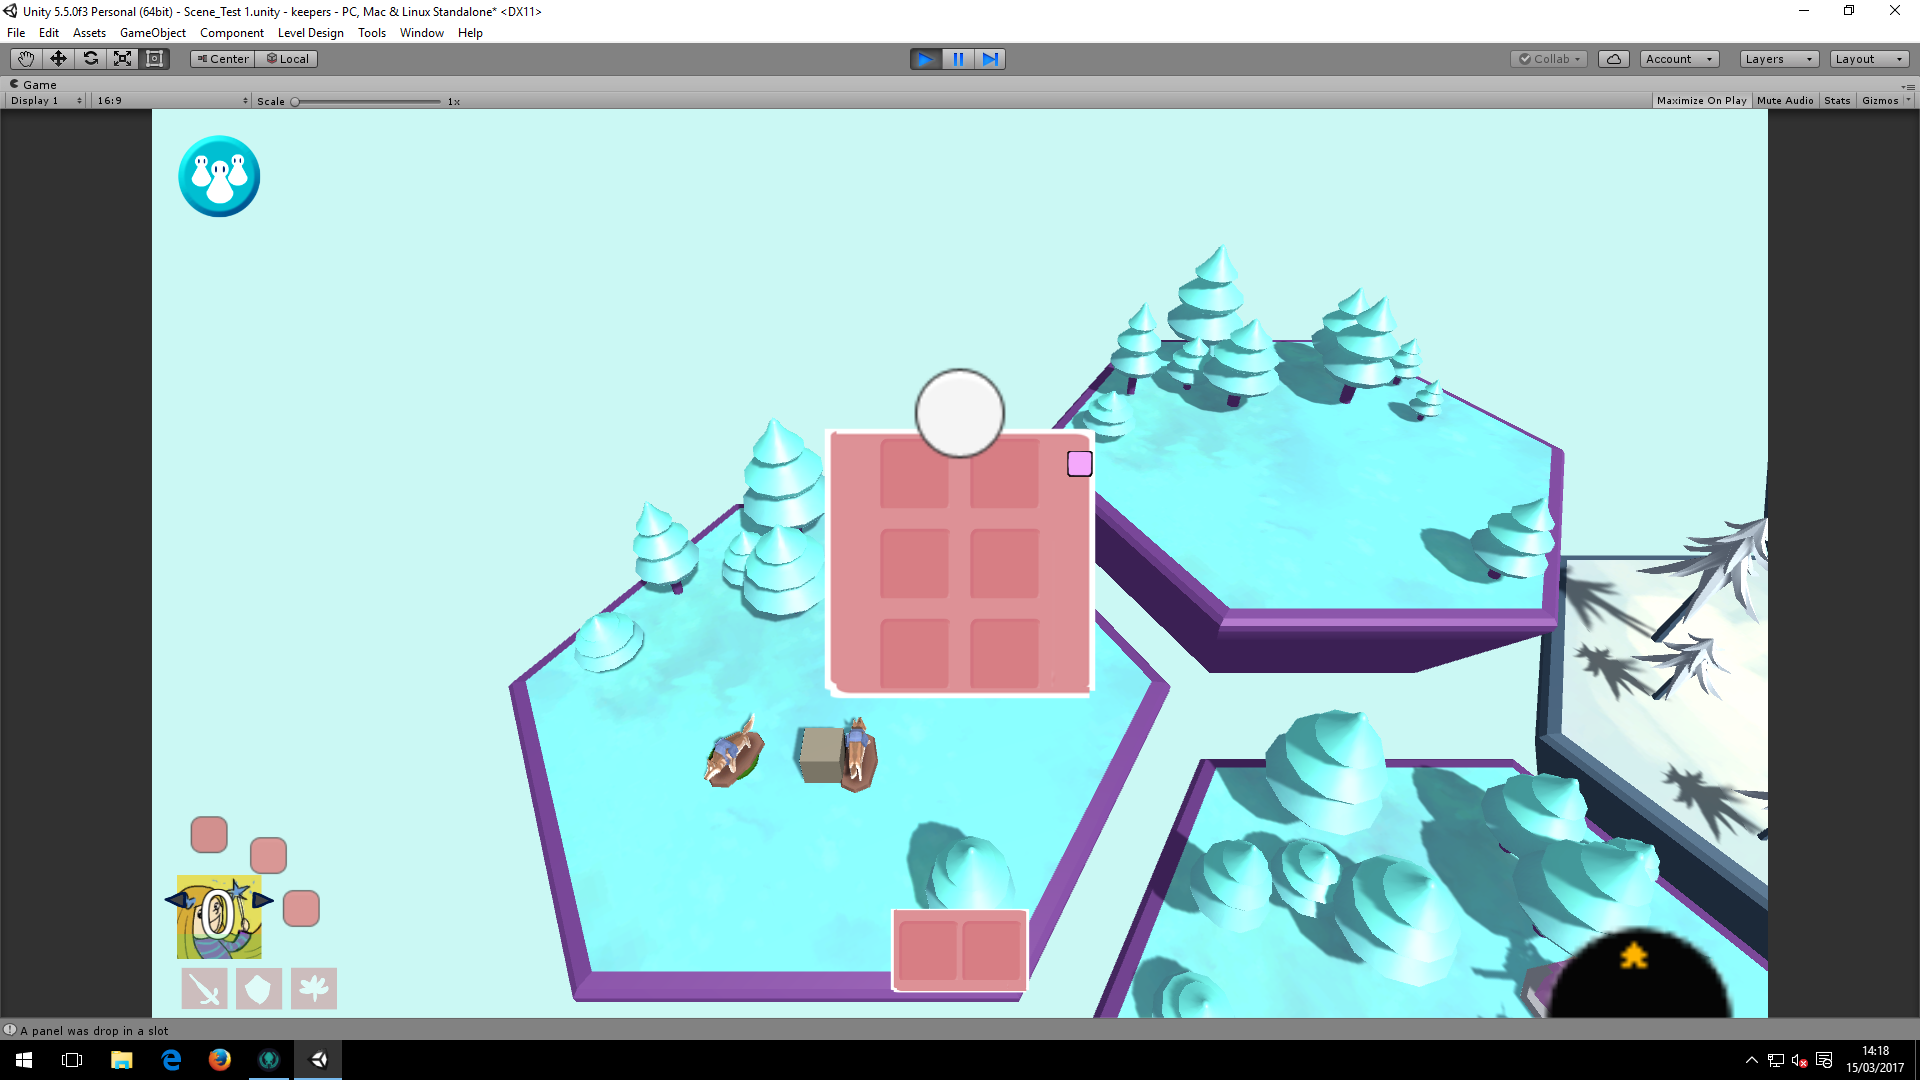 Unity 5.5.0f3 Personal (64bit) - Scene_Test 1.unity - keepers - PC, Mac & Linux Standalone* <DX11>
File Edit Assets GameObject Component Level Design Tools Window Help
Center Local Collab Account Layers Layout
Game
Display 1 16:9 Scale 1x Maximize On Play Mute Audio Stats Gizmos
0
A panel was drop in a slot
14:18
15/03/2017